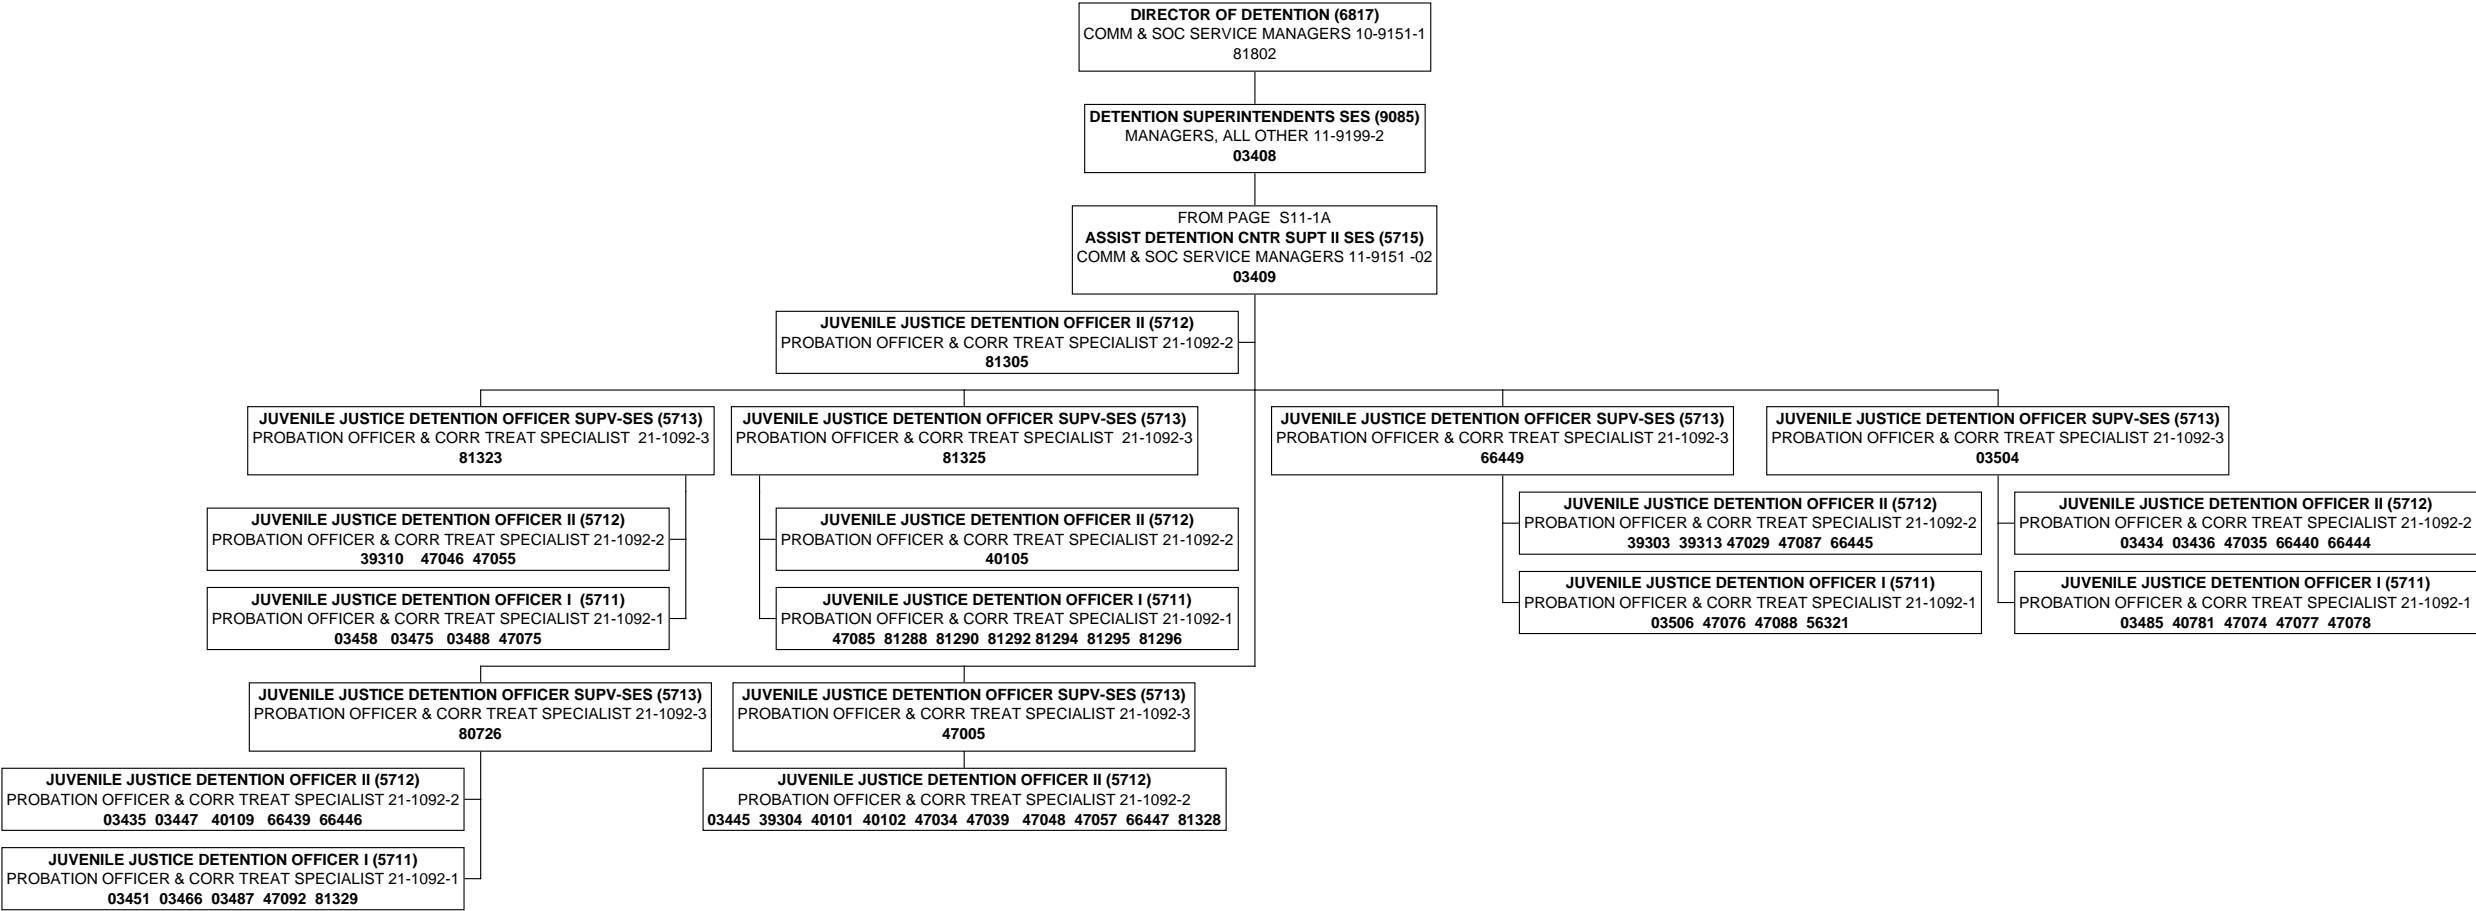 DIRECTOR OF DETENTION (6817)
COMM & SOC SERVICE MANAGERS 10-9151-1
81802
DETENTION SUPERINTENDENTS SES (9085)
MANAGERS, ALL OTHER 11-9199-2
03408
FROM PAGE S11-1A
ASSIST DETENTION CNTR SUPT II SES (5715)
COMM & SOC SERVICE MANAGERS 11-9151 -02
03409
JUVENILE JUSTICE DETENTION OFFICER II (5712)
PROBATION OFFICER & CORR TREAT SPECIALIST 21-1092-2
81305
JUVENILE JUSTICE DETENTION OFFICER SUPV-SES (5713)
PROBATION OFFICER & CORR TREAT SPECIALIST 21-1092-3
81323
JUVENILE JUSTICE DETENTION OFFICER SUPV-SES (5713)
PROBATION OFFICER & CORR TREAT SPECIALIST 21-1092-3
81325
JUVENILE JUSTICE DETENTION OFFICER SUPV-SES (5713)
PROBATION OFFICER & CORR TREAT SPECIALIST 21-1092-3
66449
JUVENILE JUSTICE DETENTION OFFICER SUPV-SES (5713)
PROBATION OFFICER & CORR TREAT SPECIALIST 21-1092-3
03504
JUVENILE JUSTICE DETENTION OFFICER II (5712)
PROBATION OFFICER & CORR TREAT SPECIALIST 21-1092-2
39310 47046 47055
JUVENILE JUSTICE DETENTION OFFICER II (5712)
PROBATION OFFICER & CORR TREAT SPECIALIST 21-1092-2
40105
JUVENILE JUSTICE DETENTION OFFICER II (5712)
PROBATION OFFICER & CORR TREAT SPECIALIST 21-1092-2
39303 39313 47029 47087 66445
JUVENILE JUSTICE DETENTION OFFICER II (5712)
PROBATION OFFICER & CORR TREAT SPECIALIST 21-1092-2
03434 03436 47035 66440 66444
JUVENILE JUSTICE DETENTION OFFICER I (5711)
PROBATION OFFICER & CORR TREAT SPECIALIST 21-1092-1
03458 03475 03488 47075
JUVENILE JUSTICE DETENTION OFFICER I (5711)
PROBATION OFFICER & CORR TREAT SPECIALIST 21-1092-1
47085 81288 81290 81292 81294 81295 81296
JUVENILE JUSTICE DETENTION OFFICER I (5711)
PROBATION OFFICER & CORR TREAT SPECIALIST 21-1092-1
03506 47076 47088 56321
JUVENILE JUSTICE DETENTION OFFICER I (5711)
PROBATION OFFICER & CORR TREAT SPECIALIST 21-1092-1
03485 40781 47074 47077 47078
JUVENILE JUSTICE DETENTION OFFICER SUPV-SES (5713)
PROBATION OFFICER & CORR TREAT SPECIALIST 21-1092-3
80726
JUVENILE JUSTICE DETENTION OFFICER SUPV-SES (5713)
PROBATION OFFICER & CORR TREAT SPECIALIST 21-1092-3
47005
JUVENILE JUSTICE DETENTION OFFICER II (5712)
PROBATION OFFICER & CORR TREAT SPECIALIST 21-1092-2
03435 03447 40109 66439 66446
JUVENILE JUSTICE DETENTION OFFICER II (5712)
PROBATION OFFICER & CORR TREAT SPECIALIST 21-1092-2
03445 39304 40101 40102 47034 47039 47048 47057 66447 81328
JUVENILE JUSTICE DETENTION OFFICER I (5711)
PROBATION OFFICER & CORR TREAT SPECIALIST 21-1092-1
03451 03466 03487 47092 81329